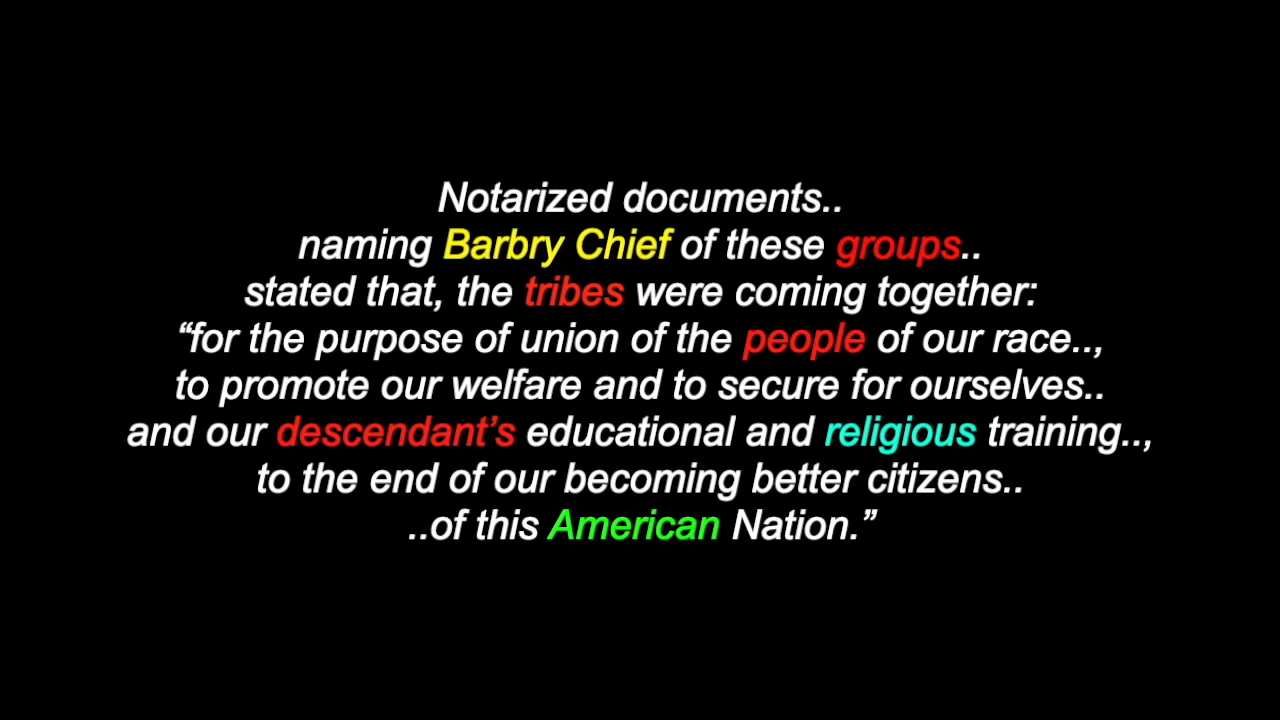 Notarized documents..
naming Barbry Chief of these groups..
stated that, the tribes were coming together:
“for the purpose of union of the people of our race..,
to promote our welfare and to secure for ourselves..
and our descendant’s educational and religious training..,
to the end of our becoming better citizens..
..of this American Nation.”